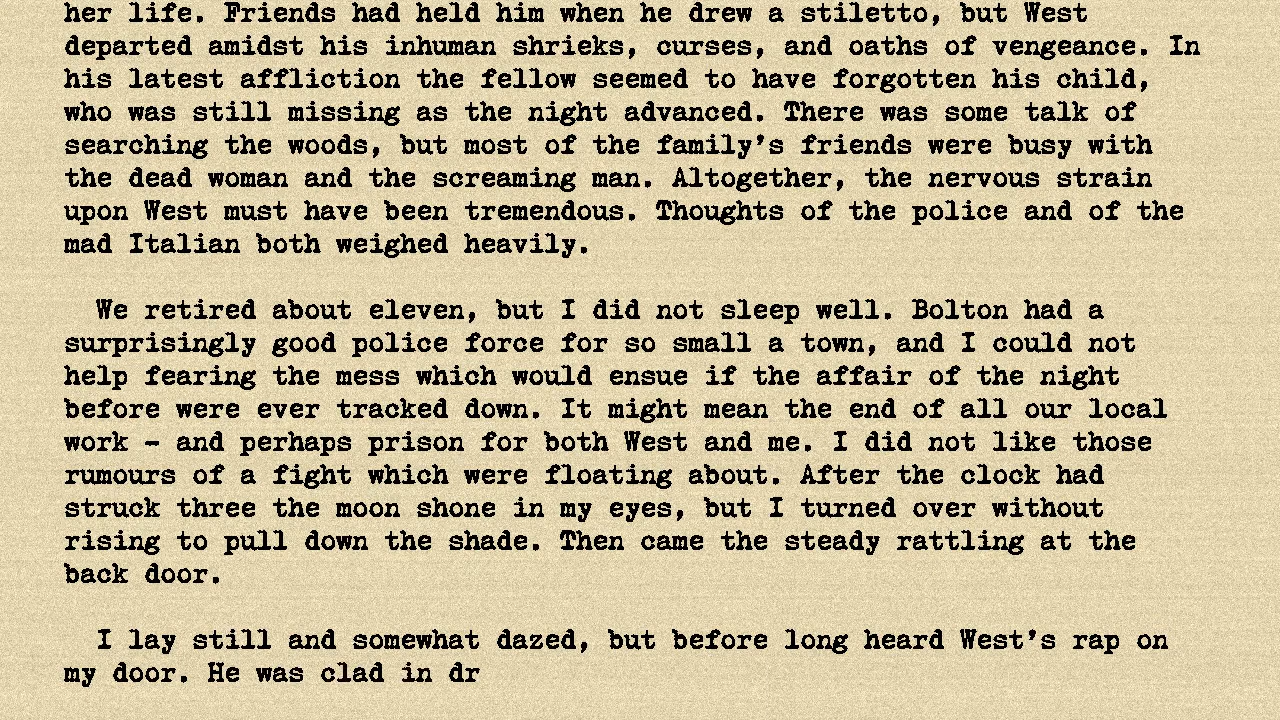 her life. Friends had held him when he drew a stiletto, but West
departed amidst his inhuman shrieks, curses, and oaths of vengeance. In
his latest affliction the fellow seemed to have forgotten his child,
who was still missing as the night advanced. There was some talk of
searching the woods, but most of the family's friends were busy with
the dead woman and the screaming man. Altogether, the nervous strain
upon West must have been tremendous. Thoughts of the police and of the
mad Italian both weighed heavily.
We retired about eleven, but I did not sleep well. Bolton had a
surprisingly good police force for so small a town, and I could not
help fearing the mess which would ensue if the affair of the night
before were ever tracked down. It might mean the end of all our local
work – and perhaps prison for both West and me. I did not like those
rumours of a fight which were floating about. After the clock had
struck three the moon shone in my eyes, but I turned over without
rising to pull down the shade. Then came the steady rattling at the
back door.
I lay still and somewhat dazed, but before long heard West's rap on
my door. He was clad in dr